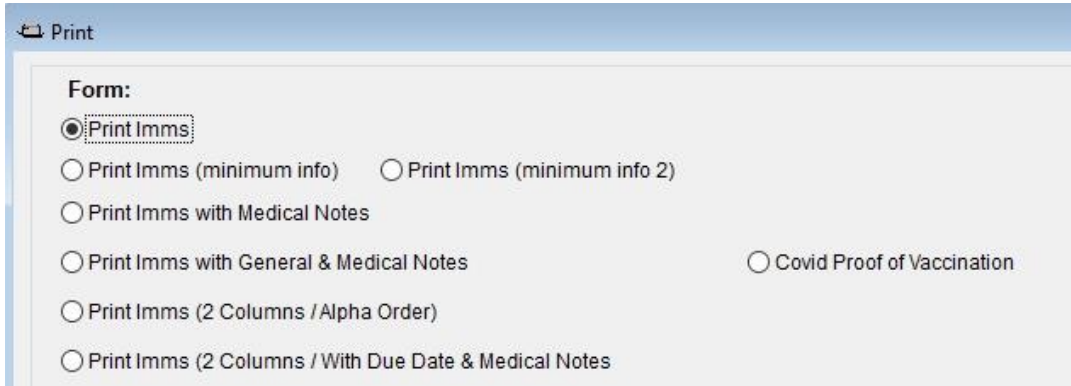 Print
Form:
Print Imms
Print Imms (minimum info) Print Imms (minimum info 2)
Print Imms with Medical Notes
Print Imms with General & Medical Notes Covid Proof of Vaccination
Print Imms (2 Columns / Alpha Order)
Print Imms (2 Columns / With Due Date & Medical Notes